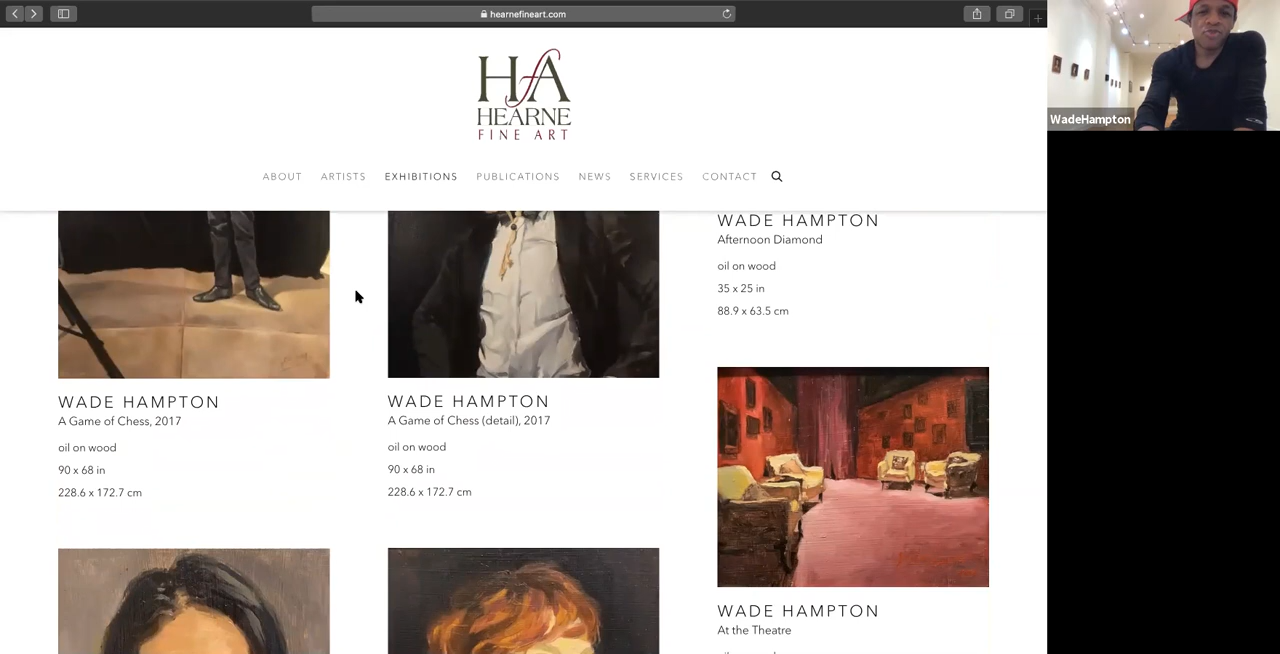 hearnefineart.com
HA
HEARNE
FINE ART
ABOUT ARTISTS EXHIBITIONS PUBLICATIONS NEWS SERVICES CONTACT
WadeHampton
WADE HAMPTON
A Game of Chess, 2017
oil on wood
90 x 68 in
228.6 x 172.7 cm
WADE HAMPTON
A Game of Chess (detail), 2017
oil on wood
90 x 68 in
228.6 x 172.7 cm
WADE HAMPTON
Afternoon Diamond
oil on wood
35 x 25 in
88.9 x 63.5 cm
WADE HAMPTON
At the Theatre